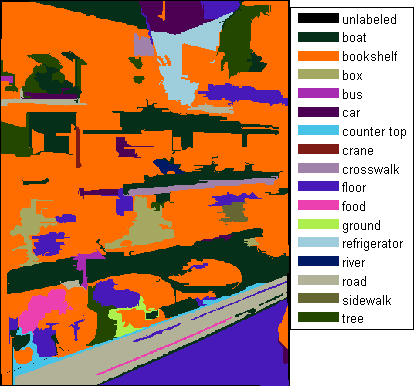 unlabeled
boat
bookshelf
box
bus
car
counter top
crane
crosswalk
floor
food
ground
refrigerator
river
road
sidewalk
tree